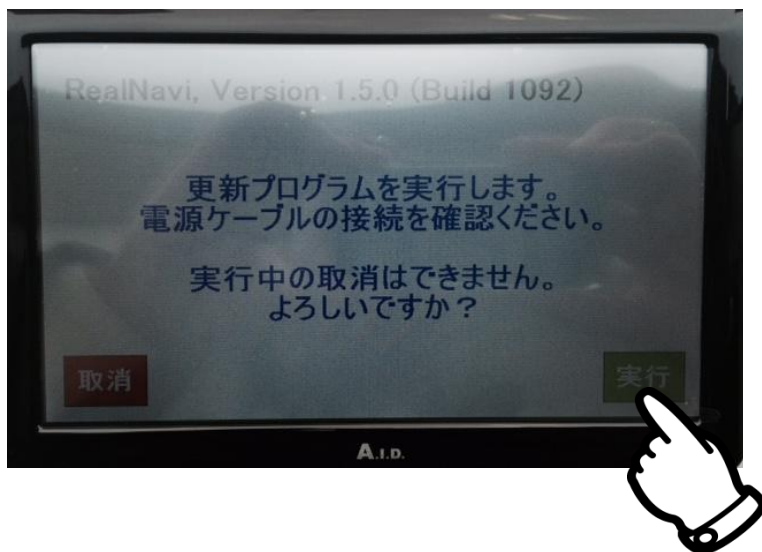 RealNavi, Version 1.5.0 (Build 1092)
更新プログラムを実行します。
電源ケーブルの接続を確認ください。
実行中の取消はできません。
よろしいですか？
取消
実行
A.I.D.